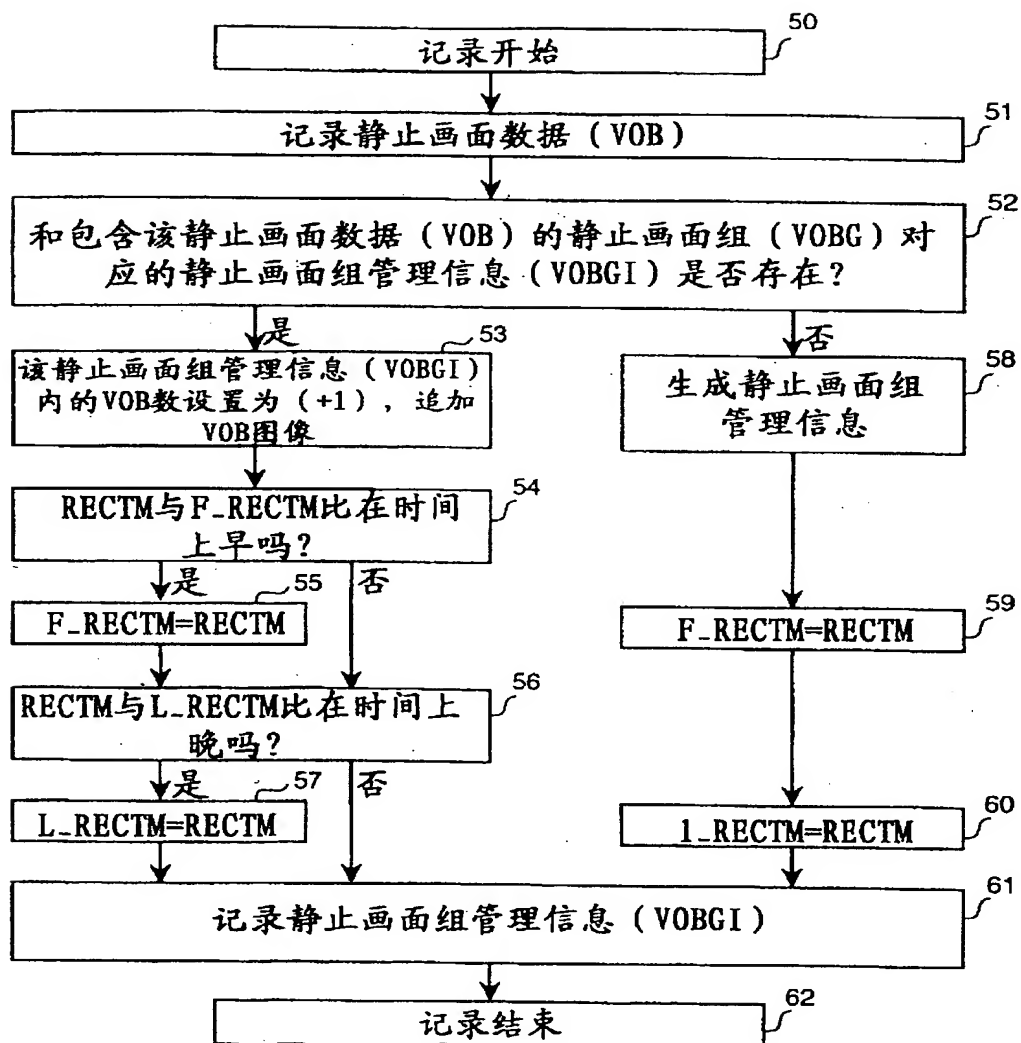 50
记录开始
51
记录静止画面数据（VOB）
52
和包含该静止画面数据（VOB）的静止画面组（VOBG）对
应的静止画面组管理信息（VOBGI）是否存在？
是
53
否
58
该静止画面组管理信息（VOBGI）
内的VOB数设置为（+1），追加
VOB图像
生成静止画面组
管理信息
54
RECTM与F_RECTM比在时间
上早吗？
是
55
否
59
F_RECTM=RECTM
F_RECTM=RECTM
56
RECTM与L_RECTM比在时间上
晚吗？
是
57
否
60
L_RECTM=RECTM
1_RECTM=RECTM
61
记录静止画面组管理信息（VOBGI）
62
记录结束